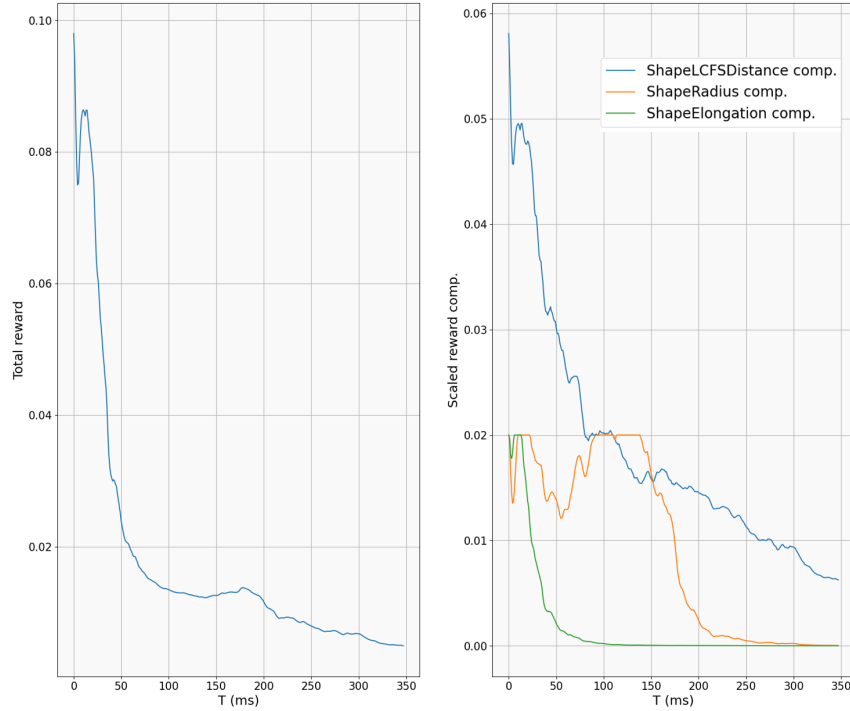 0.10
0.08
0.06
0.04
0.02
0.00
Total reward
0 50 100 150 200 250 300 350
T (ms)
0.06
0.05
0.04
0.03
0.02
0.01
0.00
Scaled reward comp.
ShapeLCFSDistance comp.
ShapeRadius comp.
ShapeElongation comp.
0 50 100 150 200 250 300 350
T (ms)